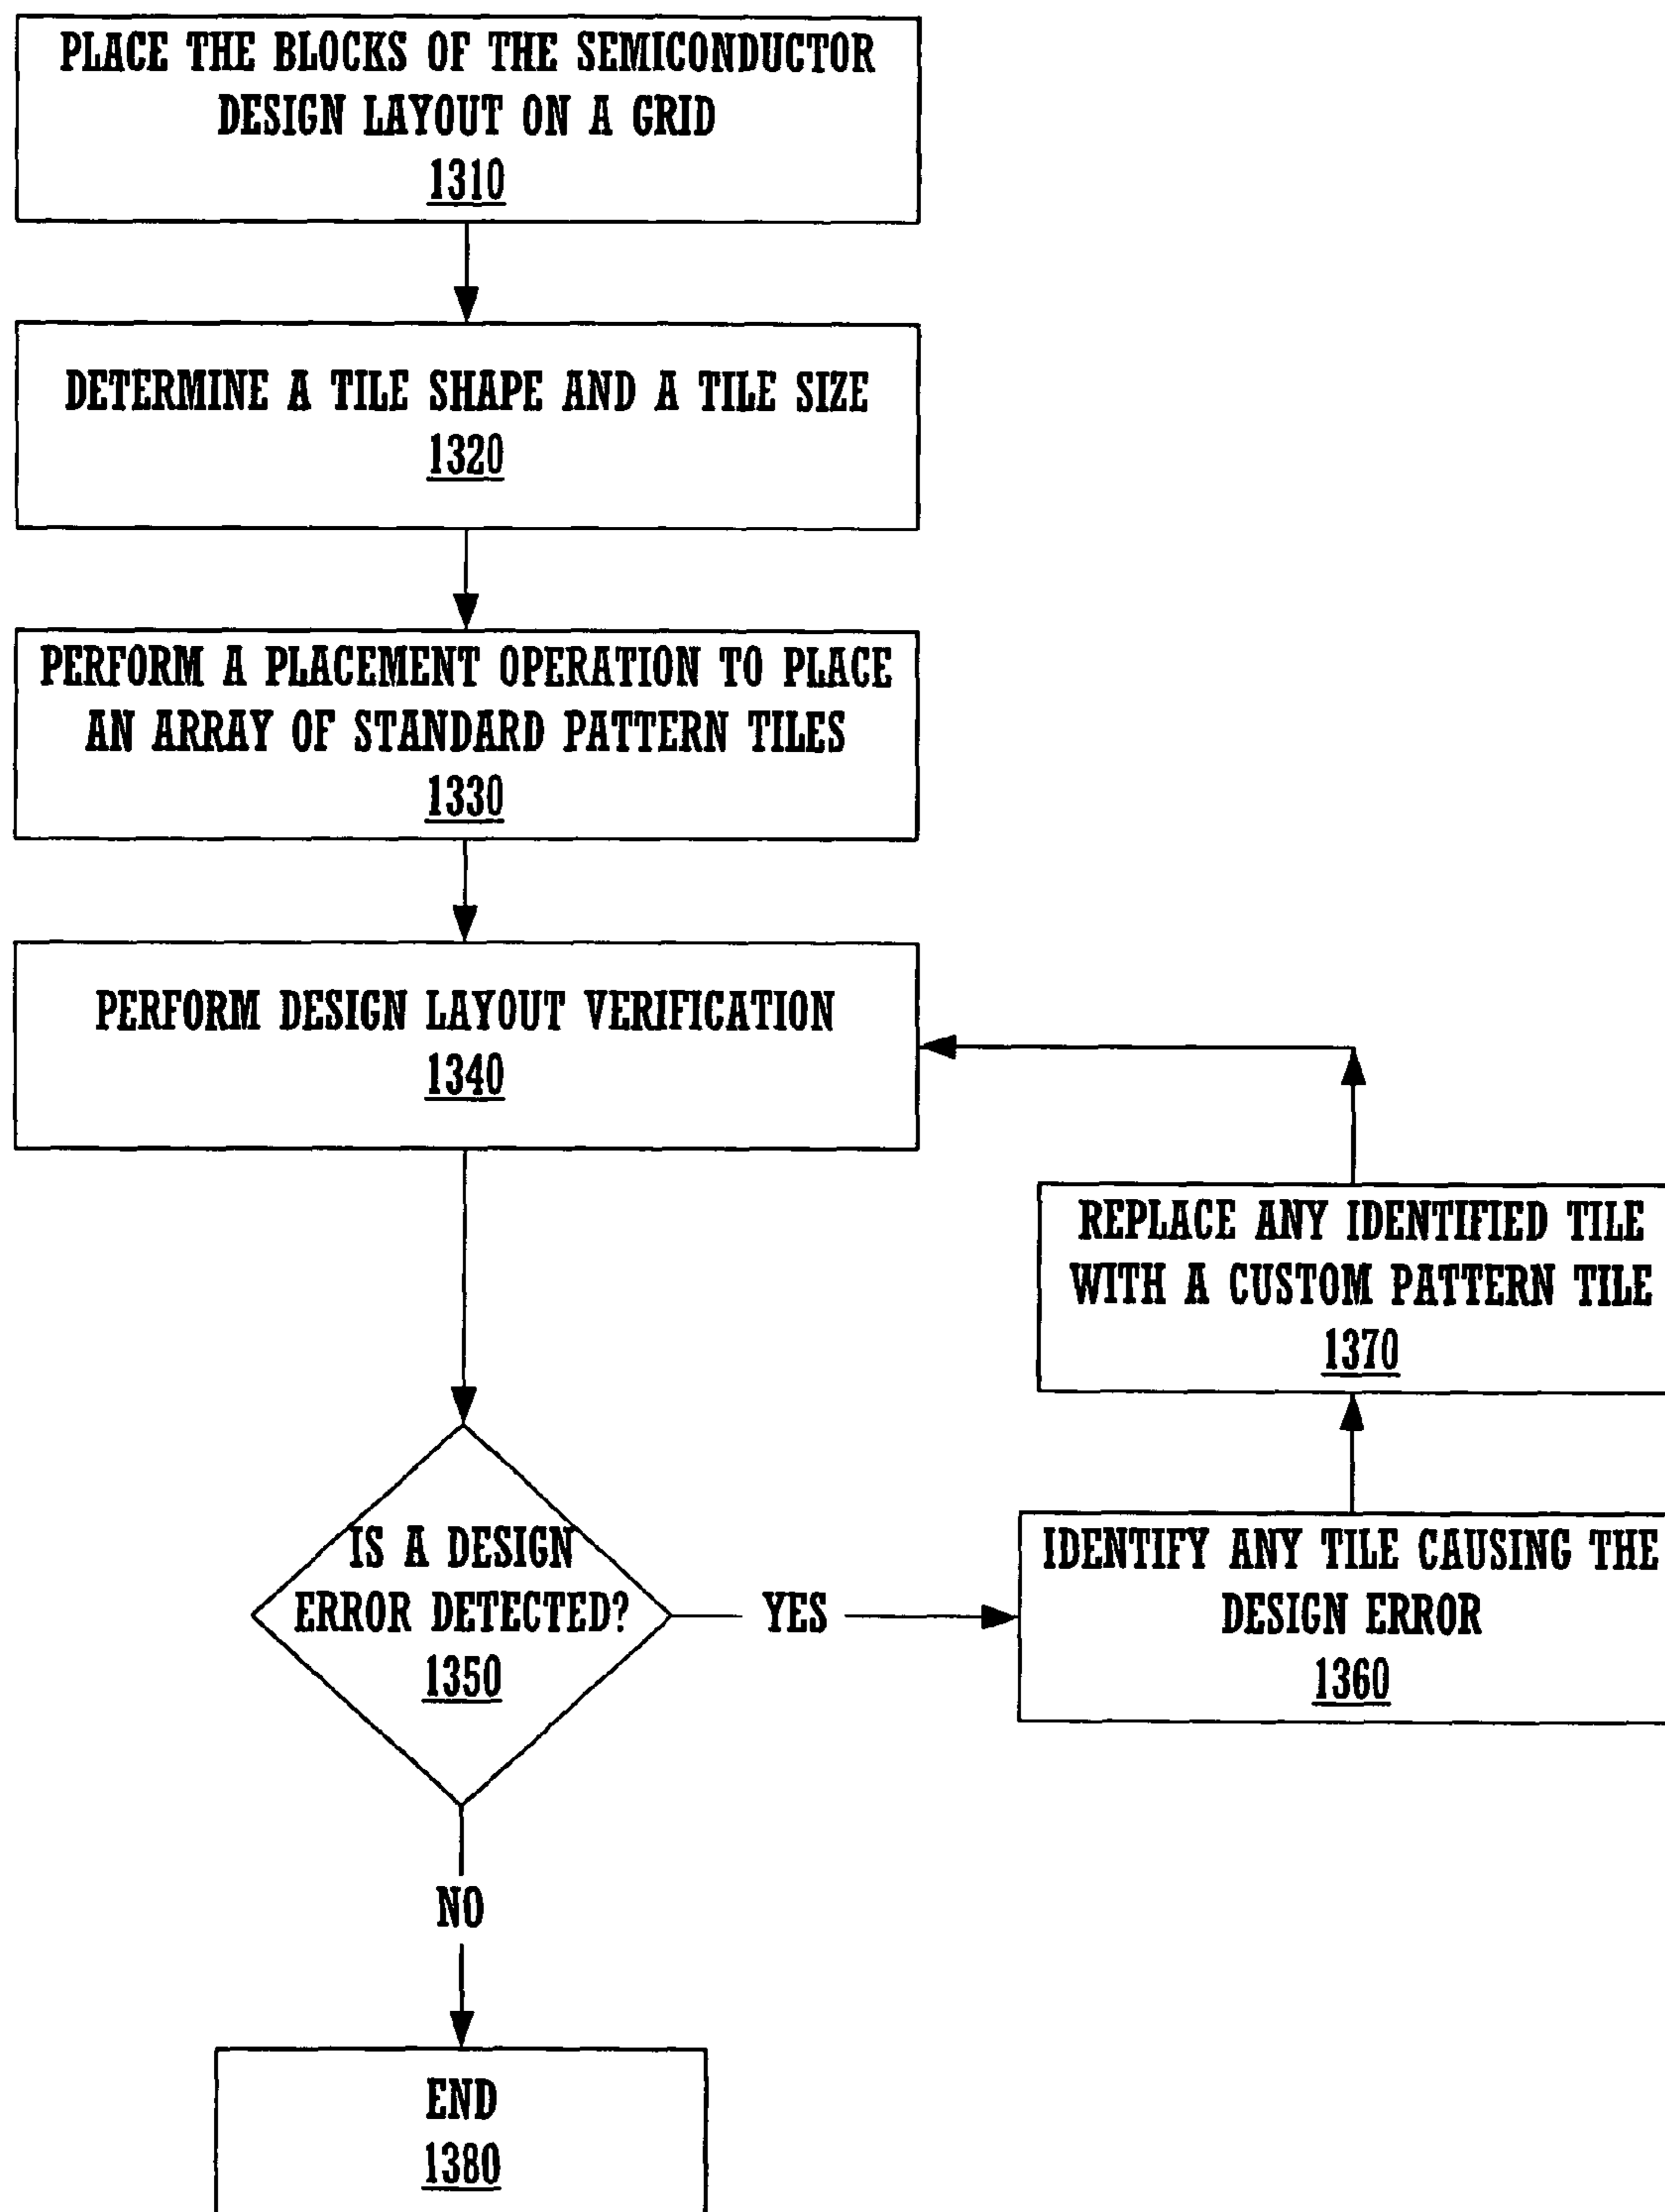 PLACE THE BLOCKS OF THE SEMICONDUCTOR
DESIGN LAYOUT ON A GRID
1310
DETERMINE A TILE SHAPE AND A TILE SIZE
1320
PERFORM A PLACEMENT OPERATION TO PLACE
AN ARRAY OF STANDARD PATTERN TILES
1330
PERFORM DESIGN LAYOUT VERIFICATION
1340
REPLACE ANY IDENTIFIED TILE
WITH A CUSTOM PATTERN TILE
1370
IS A DESIGN
ERROR DETECTED?
1350
YES
IDENTIFY ANY TILE CAUSING THE
DESIGN ERROR
1360
NO
END
1380